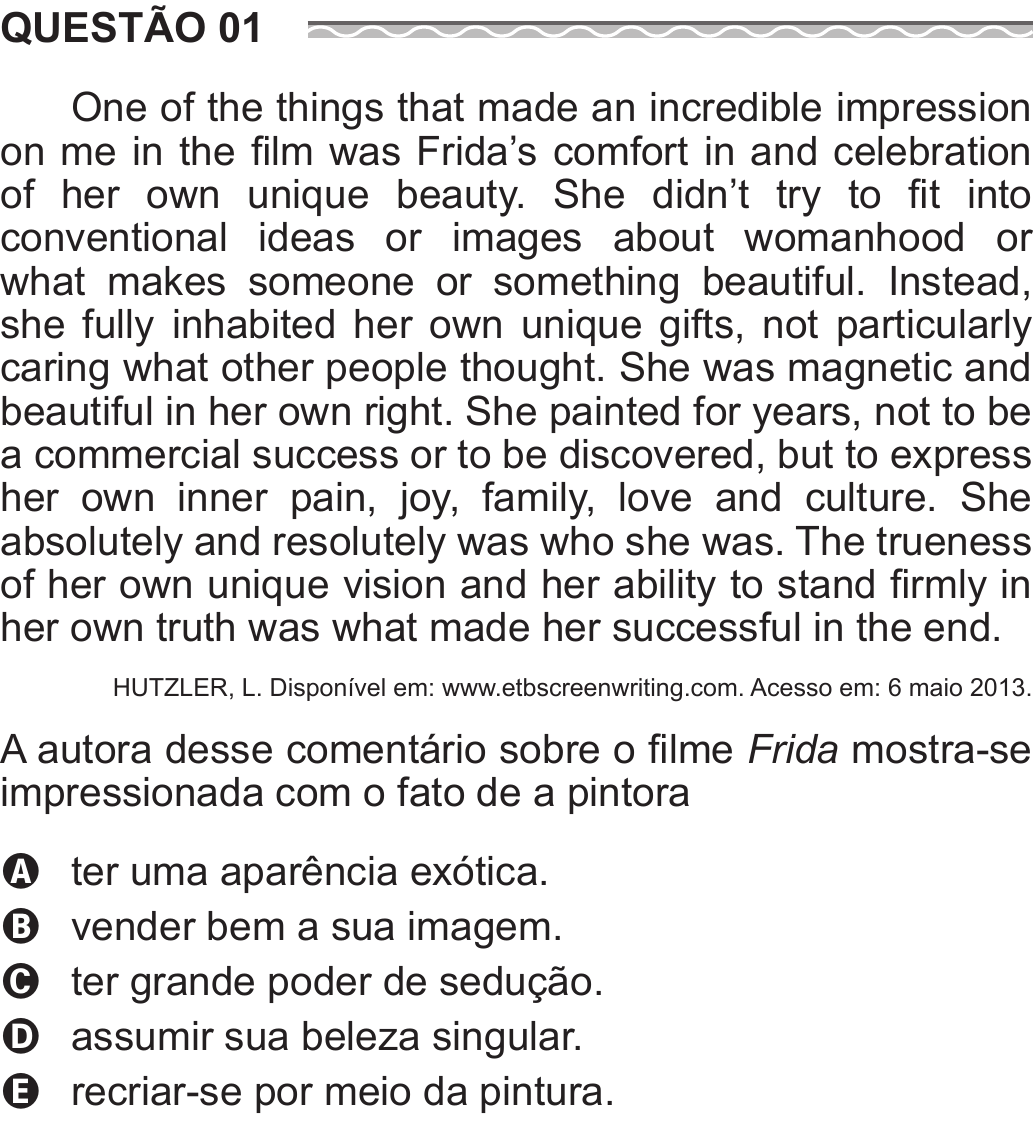 QUESTÃO 01
One of the things that made an incredible impression
on me in the film was Frida’s comfort in and celebration
of her own unique beauty. She didn’t try to fit into
conventional ideas or images about womanhood or
what makes someone or something beautiful. Instead,
she fully inhabited her own unique gifts, not particularly
caring what other people thought. She was magnetic and
beautiful in her own right. She painted for years, not to be
a commercial success or to be discovered, but to express
her own inner pain, joy, family, love and culture. She
absolutely and resolutely was who she was. The trueness
of her own unique vision and her ability to stand firmly in
her own truth was what made her successful in the end.
HUTZLER, L. Disponível em: www.etbscreenwriting.com. Acesso em: 6 maio 2013.
A autora desse comentário sobre o filme Frida mostra-se
impressionada com o fato de a pintora
A ter uma aparência exótica.
B vender bem a sua imagem.
C ter grande poder de sedução.
D assumir sua beleza singular.
E recriar-se por meio da pintura.